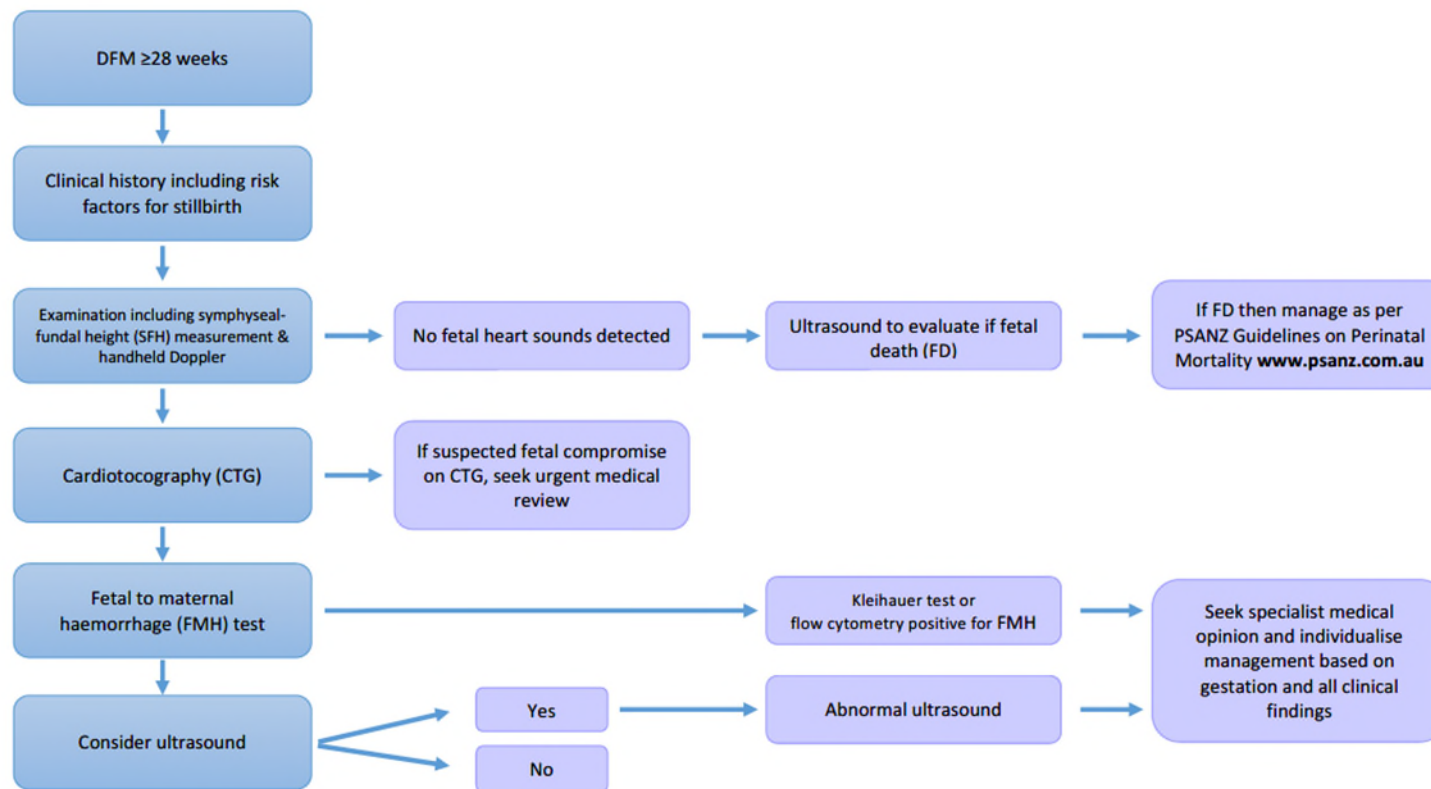 DFM ≥28 weeks
Clinical history including risk
factors for stillbirth
Examination including symphyseal-
fundal height (SFH) measurement &
handheld Doppler
No fetal heart sounds detected
Ultrasound to evaluate if fetal
death (FD)
If FD then manage as per
PSANZ Guidelines on Perinatal
Mortality www.psanz.com.au
Cardiotocography (CTG)
If suspected fetal compromise
on CTG, seek urgent medical
review
Fetal to maternal
haemorrhage (FMH) test
Kleihauer test or
flow cytometry positive for FMH
Seek specialist medical
opinion and individualise
management based on
gestation and all clinical
findings
Consider ultrasound
Yes
Abnormal ultrasound
No